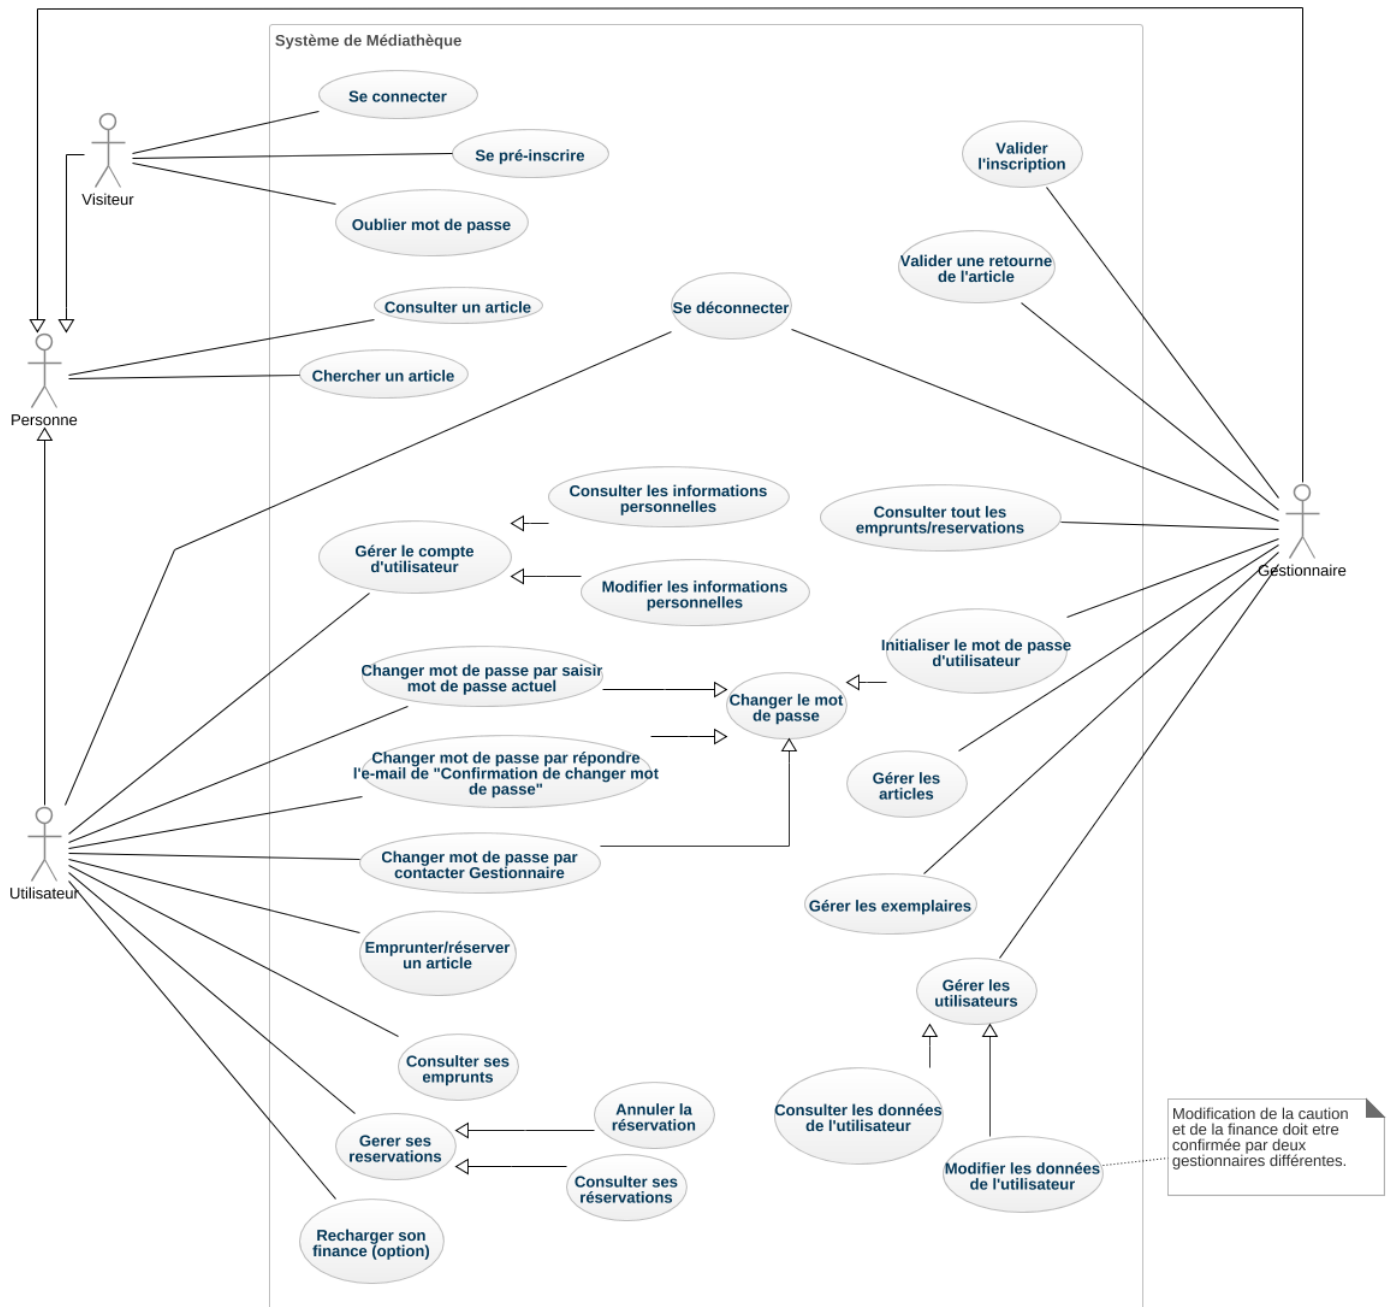 Système de Médiathèque
Se connecter
Se pré-inscrire
Visiteur
Oublier mot de passe
Valider
l'inscription
Valider une retourne
de l'article
Consulter un article
Se déconnecter
Chercher un article
Personne
Consulter les informations
personnelles
Consulter tout les
emprunts/reservations
Gérer le compte
d'utilisateur
Gestionnaire
Modifier les informations
personnelles
Initialiser le mot de passe
d'utilisateur
Changer mot de passe par saisir
mot de passe actuel
Changer le mot
de passe
Changer mot de passe par répondre
l'e-mail de "Confirmation de changer mot
de passe"
Gérer les
articles
Changer mot de passe par
contacter Gestionnaire
Utilisateur
Gérer les exemplaires
Emprunter/réserver
un article
Gérer les
utilisateurs
Consulter ses
emprunts
Annuler la
réservation
Consulter les données
de l'utilisateur
Modification de la caution
et de la finance doit etre
confirmée par deux
gestionnaires différentes.
Gerer ses
reservations
Consulter ses
réservations
Modifier les données
de l'utilisateur
Recharger son
finance (option)